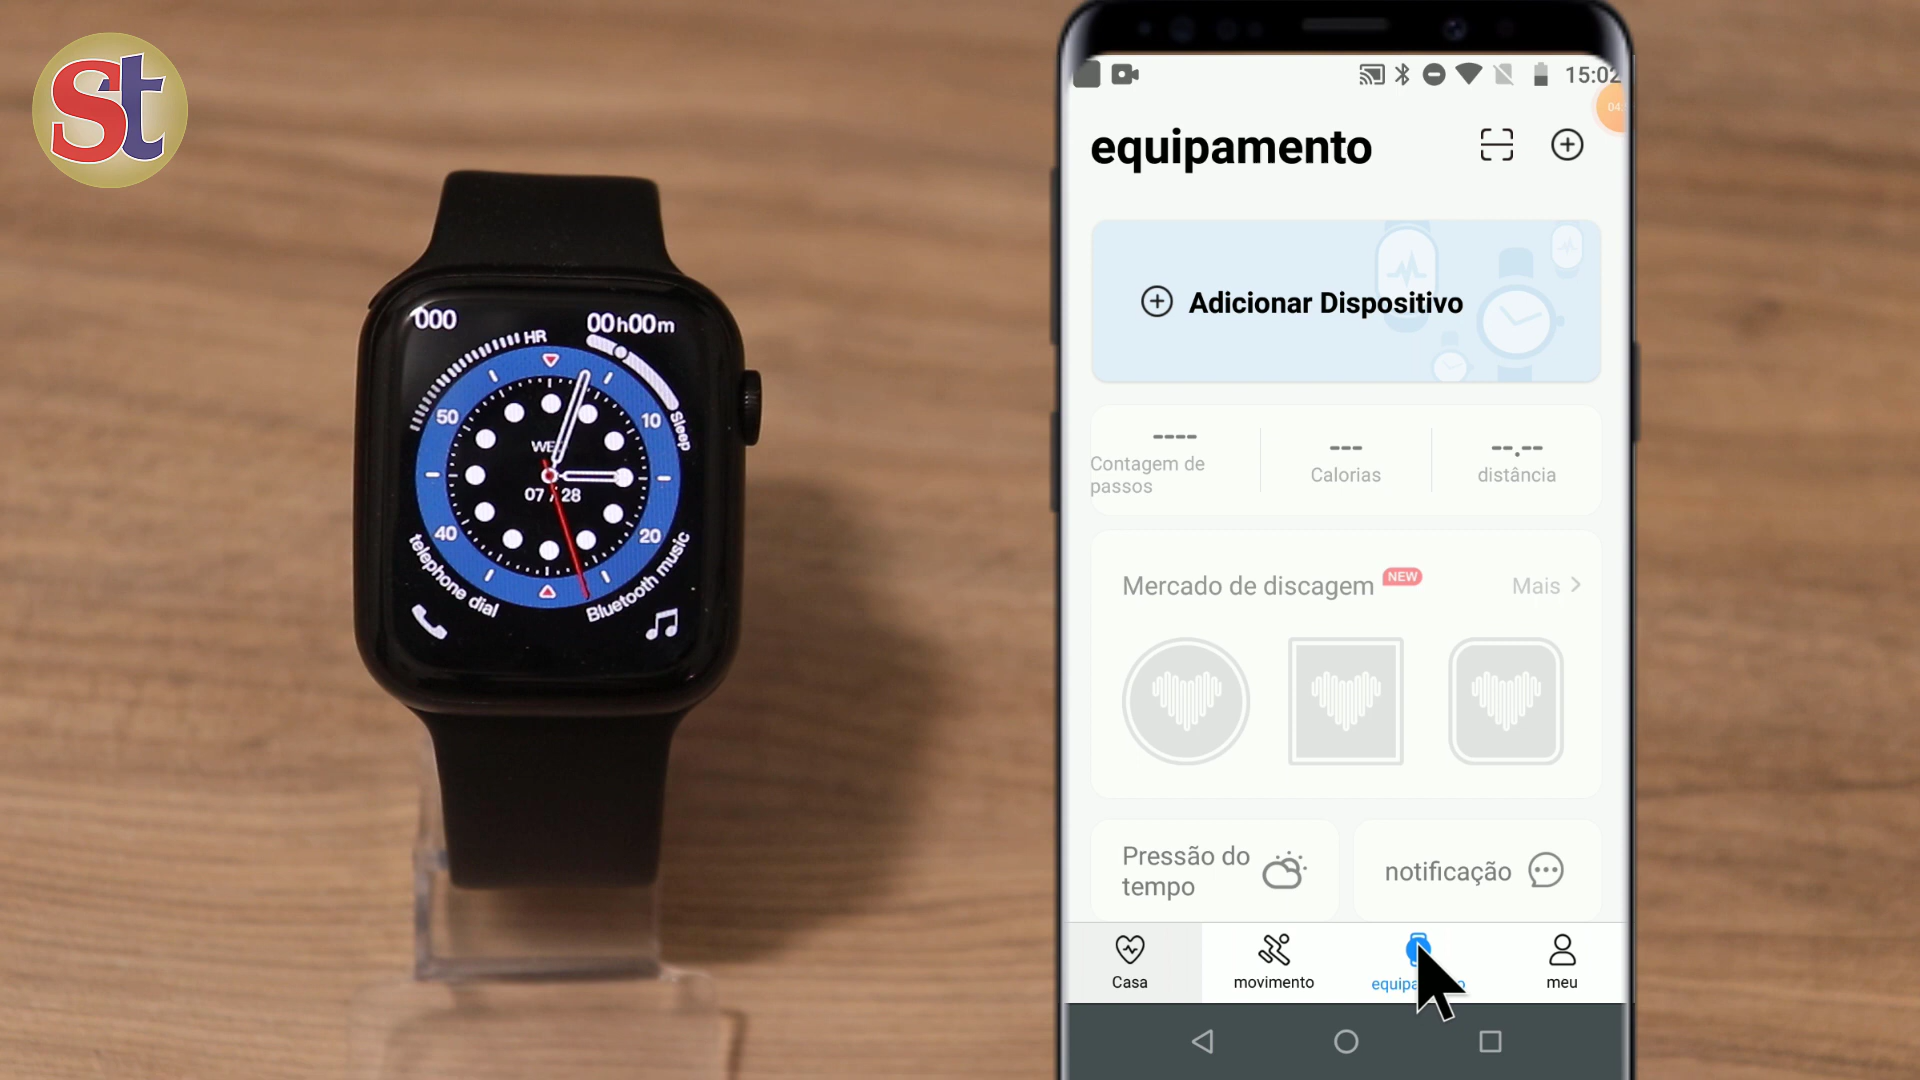 St
000
00h00m
HR
Sleep
50
10
WE
07 / 28
40
20
telephone dial
Bluetooth music
15:02
04
equipamento
Adicionar Dispositivo
----
---
--.--
Contagem de
passos
Calorias
distância
Mercado de discagem
NEW
Mais
Pressão do
tempo
notificação
Casa
movimento
meu